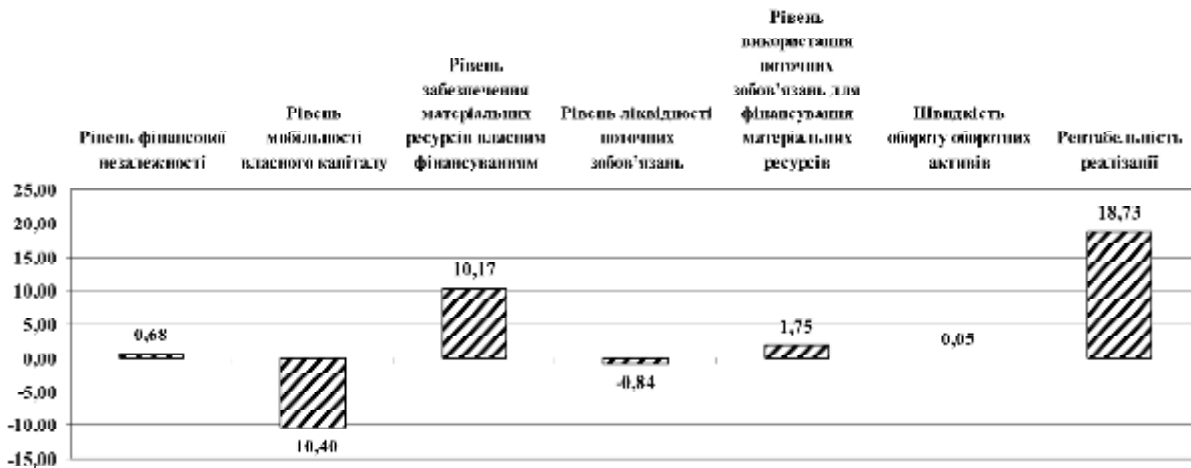 Рівень фінансової
незалежності
Рівень
мобільності
власного капіталу
Рівень
забезпечення
матеріальних
ресурсів власним
фінансуванням
Рівень ліквідності
поточних
зобов’язань
Рівень
використання
поточних
зобов’язань для
фінансування
матеріальних
ресурсів
Швидкість
обороту оборотних
активів
Рентабельність
реалізації
25,00
20,00
15,00
10,00
5,00
0,00
-5,00
-10,00
-15,00
0,68
10,40
10,17
-0,84
1,75
0,05
18,73